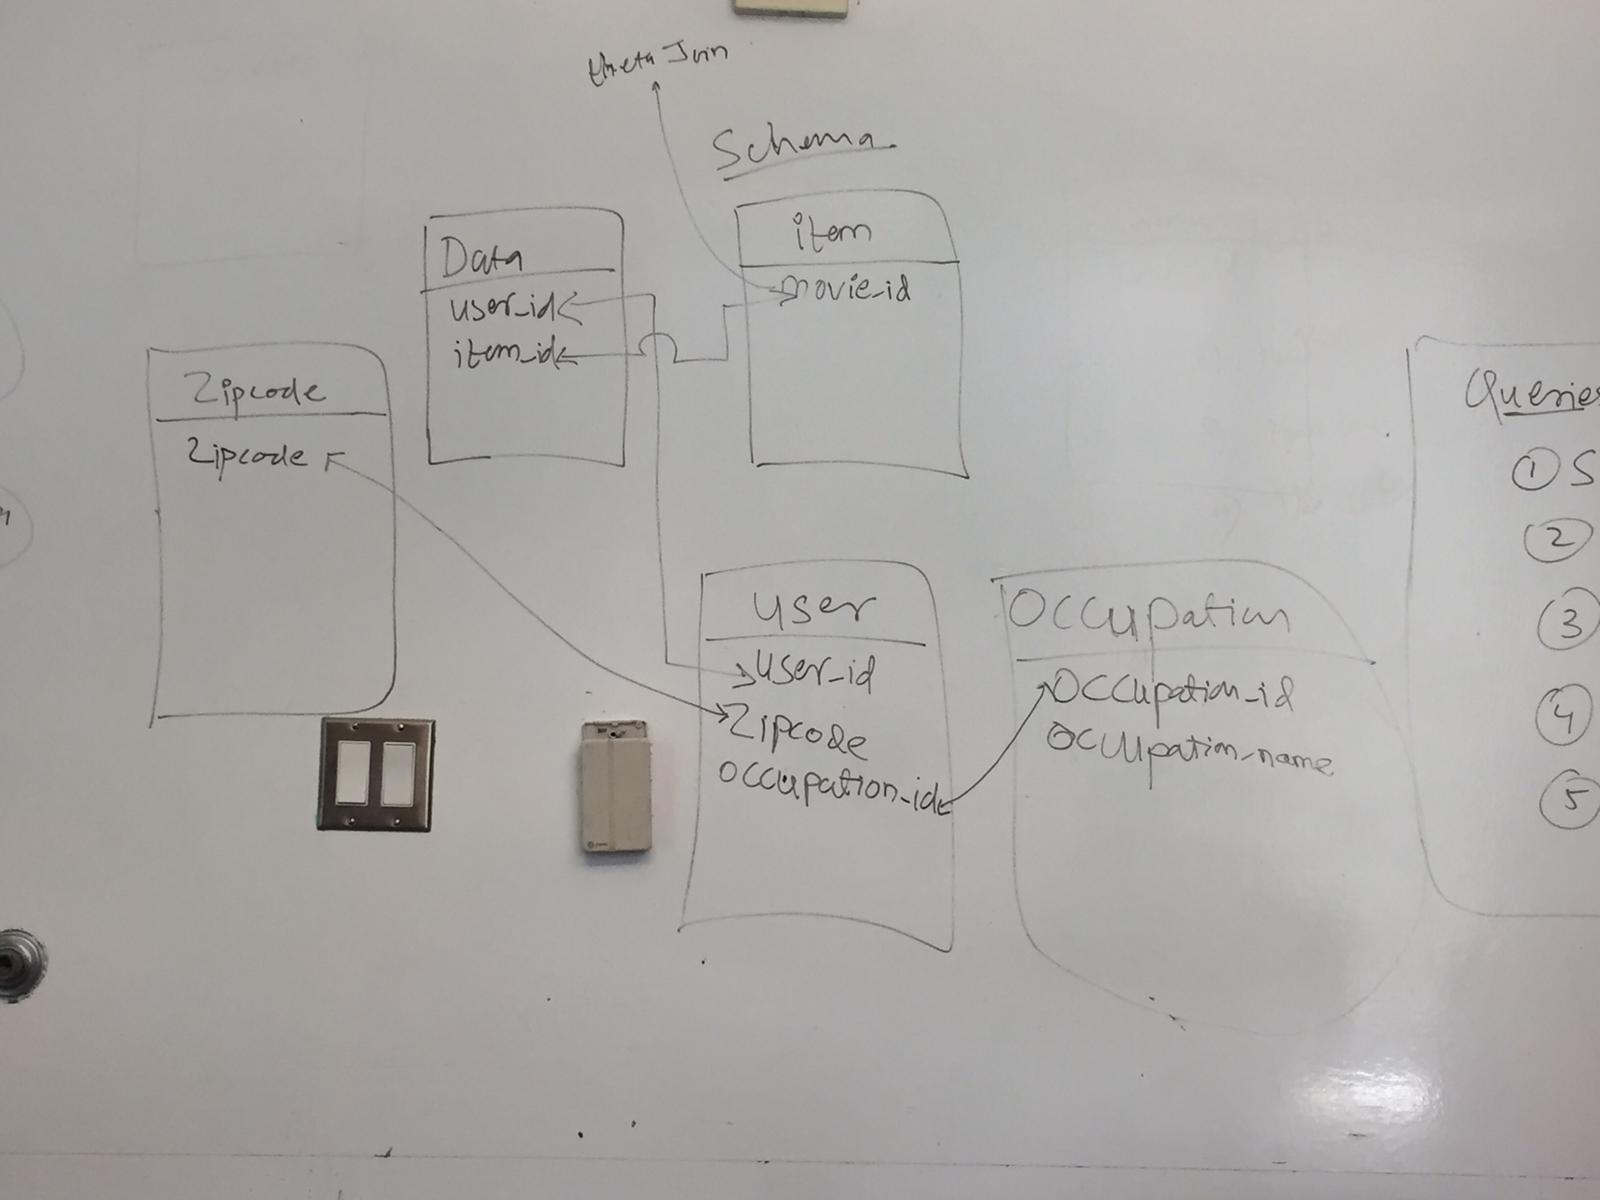 theta Join
Schema
Data
user_id
item_id
item
movie_id
Zipcode
Zipcode
user
user_id
Zipcode
occupation_id
Occupation
Occupation_id
Occupation_name
Queries
① S
②
③
④
⑤